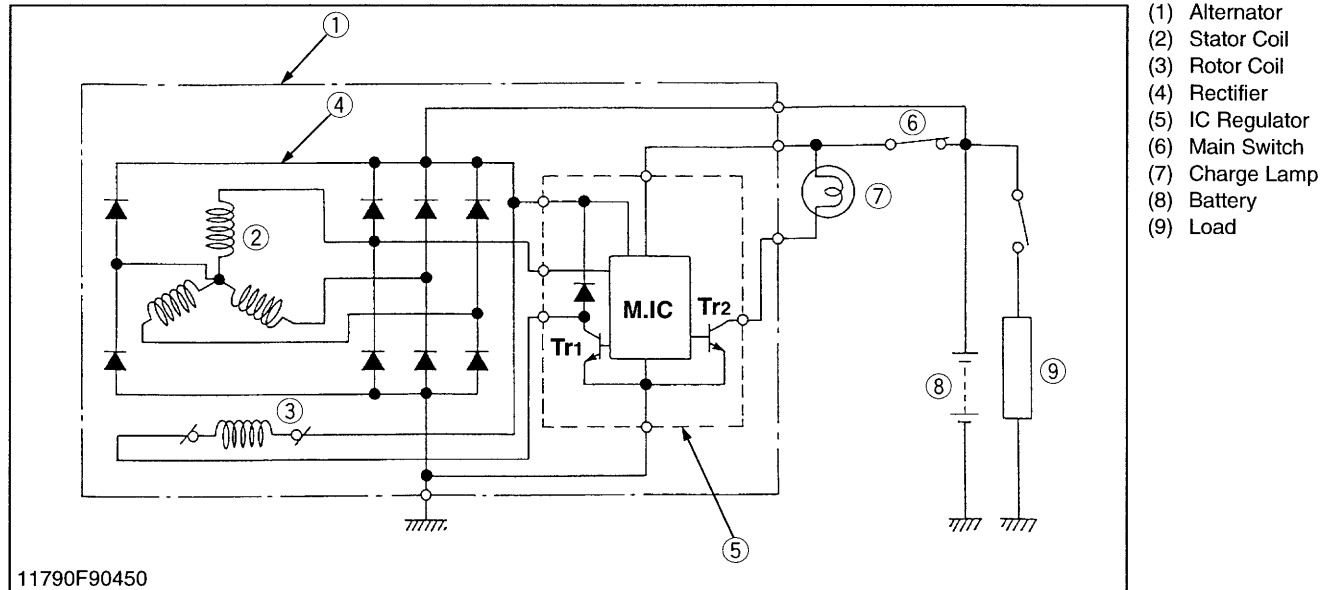 ①
④
②
③
M.IC
Tr1
Tr2
⑤
⑥
⑦
⑧
⑨
11790F90450
(1) Alternator
(2) Stator Coil
(3) Rotor Coil
(4) Rectifier
(5) IC Regulator
(6) Main Switch
(7) Charge Lamp
(8) Battery
(9) Load